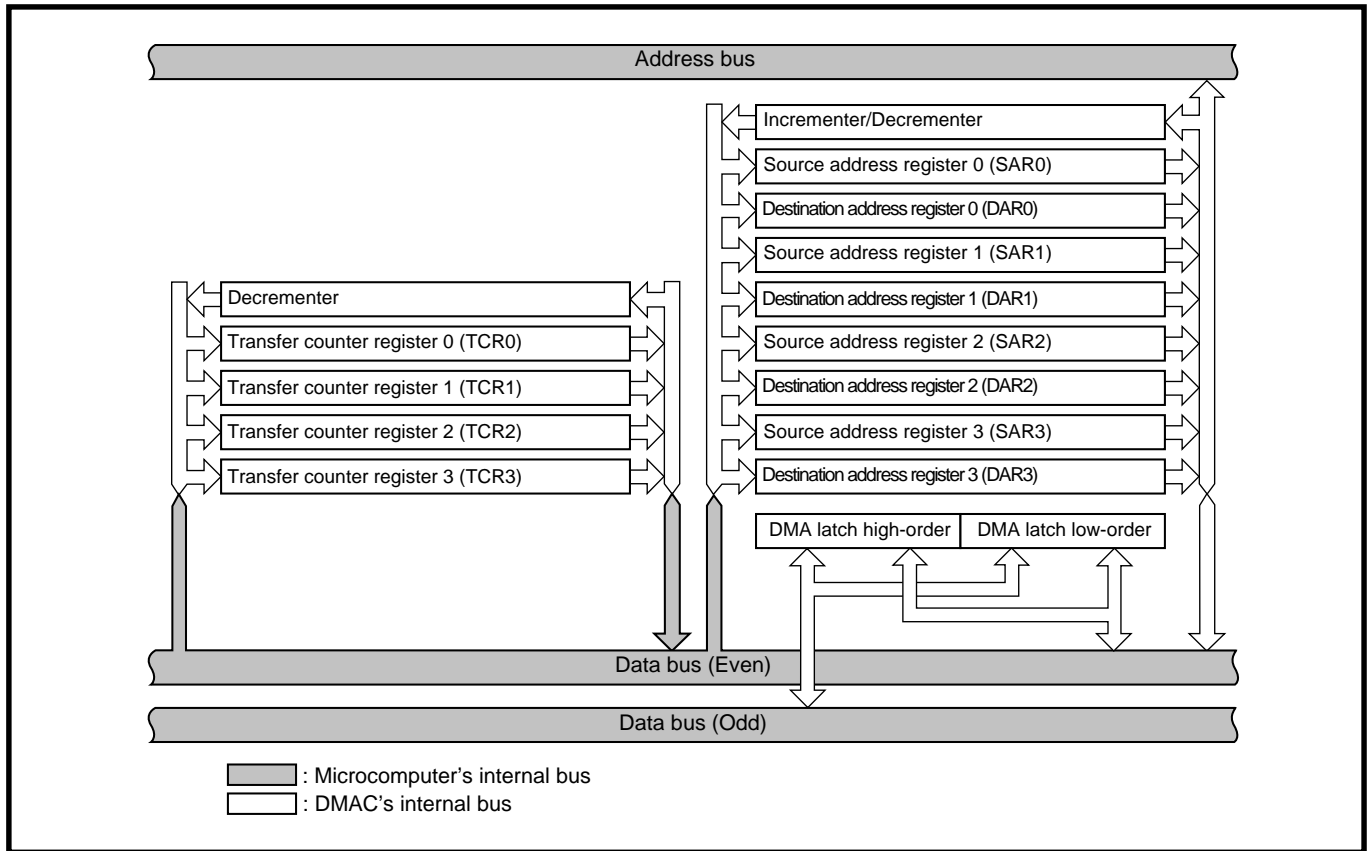 Address bus
Incrementer/Decrementer
Source address register 0 (SAR0)
Destination address register 0 (DAR0)
Source address register 1 (SAR1)
Destination address register 1 (DAR1)
Source address register 2 (SAR2)
Destination address register 2 (DAR2)
Source address register 3 (SAR3)
Destination address register 3 (DAR3)
Decrementer
Transfer counter register 0 (TCR0)
Transfer counter register 1 (TCR1)
Transfer counter register 2 (TCR2)
Transfer counter register 3 (TCR3)
DMA latch high-order
DMA latch low-order
Data bus (Even)
Data bus (Odd)
: Microcomputer's internal bus
: DMAC's internal bus